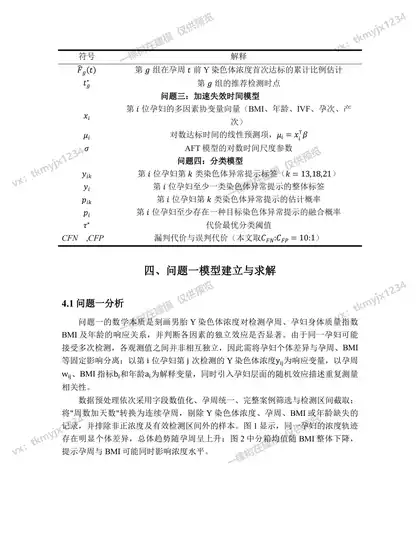 符号 解释
P̂g(t) 第 g 组在孕周 t 前 Y 染色体浓度首次达标的累计比例估计
t*g 第 g 组的推荐检测时点
问题三：加速失效时间模型
xi 第 i 位孕妇的多因素协变量向量（BMI、年龄、IVF、孕次、产
次）
μi 对数达标时间的线性预测项，μi = xiᵀβ
σ AFT 模型的对数时间尺度参数
问题四：分类模型
yik 第 i 位孕妇第 k 类染色体异常提示标签（k = 13,18,21）
yi 第 i 位孕妇至少一类染色体异常提示的整体标签
pik 第 i 位孕妇第 k 类染色体异常提示的估计概率
pi 第 i 位孕妇至少存在一种目标染色体异常提示的融合概率
τ* 代价最优分类阈值
CFN ,CFP 漏判代价与误判代价（本文取CFN:CFP = 10:1）
四、问题一模型建立与求解
4.1 问题一分析
问题一的数学本质是刻画男胎 Y 染色体浓度对检测孕周、孕妇身体质量指数
BMI 及年龄的响应关系，并判断各因素的独立效应是否显著。由于同一孕妇可能
接受多次检测，各观测值之间并非相互独立，因此需将孕妇个体差异与孕周、BMI
等固定影响分离：以第 i 位孕妇第 j 次检测的 Y 染色体浓度yij为响应变量，以孕周
wij、BMI 指标bi和年龄ai为解释变量，同时引入孕妇层面的随机效应描述重复测量
相关性。
数据预处理依次采用字段数值化、孕周统一、完整案例筛选与检测区间截取：
将"周数加天数"转换为连续孕周，剔除 Y 染色体浓度、孕周、BMI 或年龄缺失的
记录，并排除非正浓度及有效检测区间外的样本。图 1 显示，同一孕妇的浓度轨迹
存在明显个体差异，总体趋势随孕周呈上升；图 2 中分箱均值随 BMI 整体下降，
提示孕周与 BMI 可能同时影响浓度水平。
vx：tkmyjx1234
一模树在建模 仅供预览